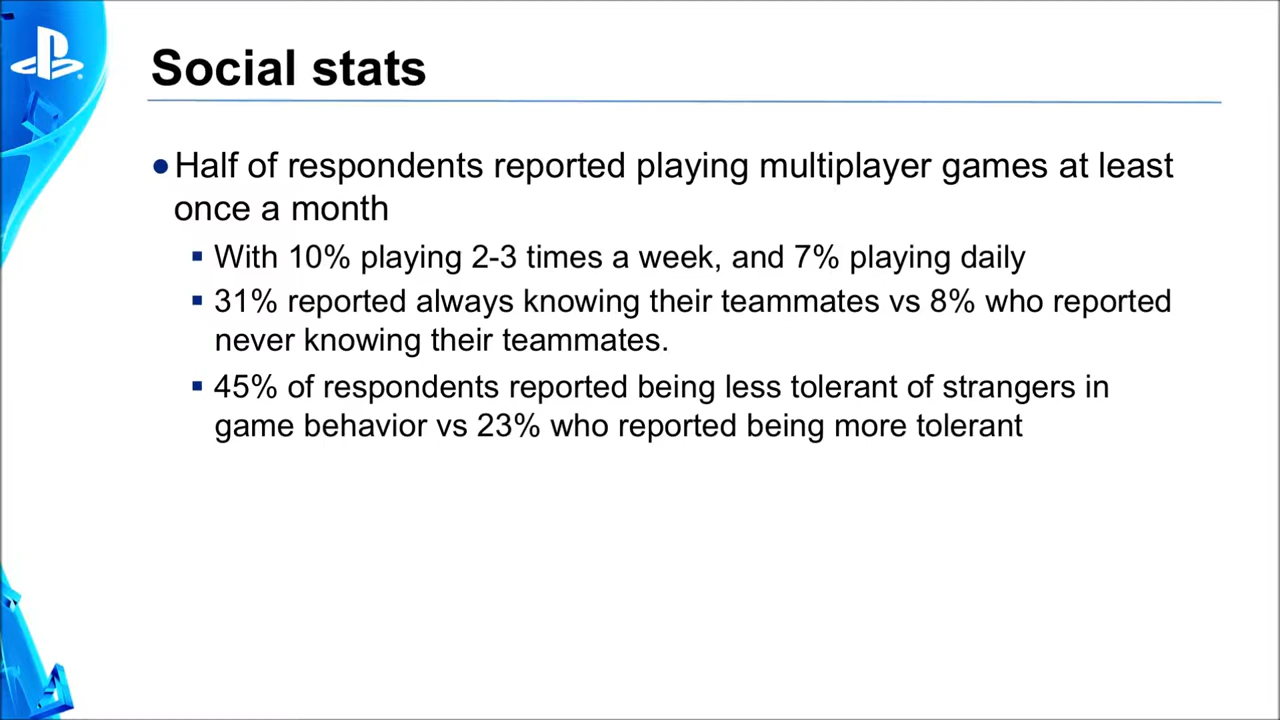 Social stats
•Half of respondents reported playing multiplayer games at least
once a month
▪ With 10% playing 2-3 times a week, and 7% playing daily
▪ 31% reported always knowing their teammates vs 8% who reported
never knowing their teammates.
▪ 45% of respondents reported being less tolerant of strangers in
game behavior vs 23% who reported being more tolerant